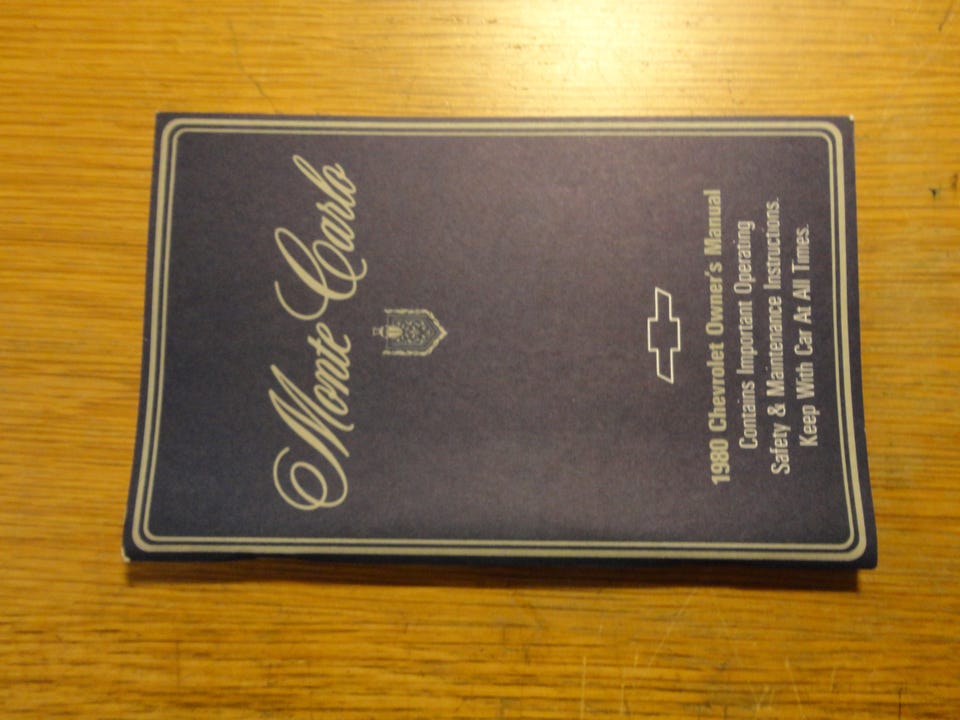 Monte Carlo
1980 Chevrolet Owner's Manual
Contains Important Operating
Safety & Maintenance Instructions.
Keep With Car At All Times.